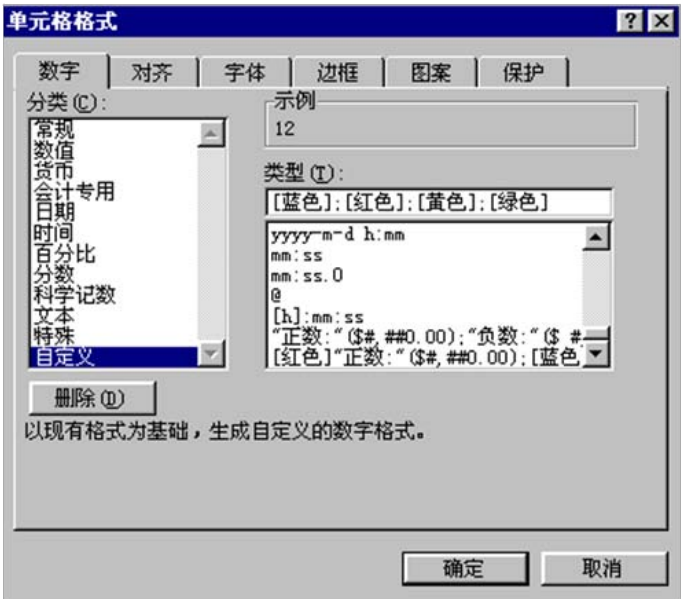 单元格格式
数字 对齐 字体 边框 图案 保护
分类(C):
常规
数值
货币
会计专用
日期
时间
百分比
分数
科学记数
文本
特殊
自定义
示例
12
类型(T):
[蓝色];[红色];[黄色];[绿色]
yyyy-m-d h:mm
mm:ss
mm:ss.0
@
[h]:mm:ss
"正数:"($#,##0.00);"负数:"($ #,
[红色]"正数:"($#,##0.00);[蓝色
删除(D)
以现有格式为基础,生成自定义的数字格式。
确定 取消